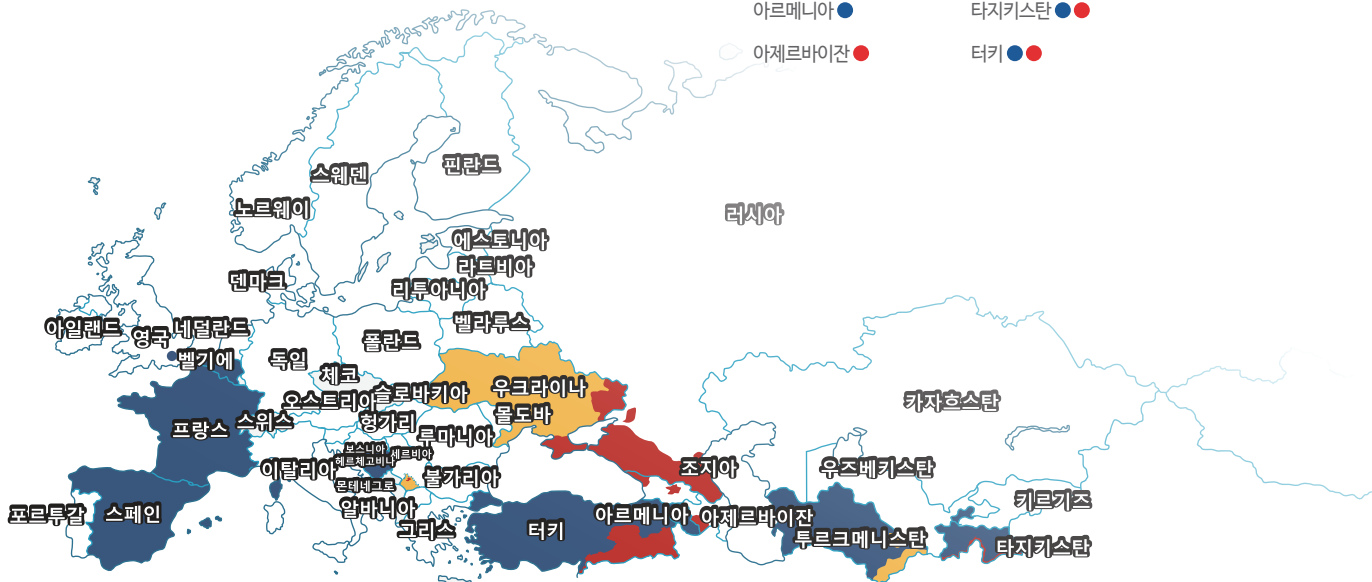 아르메니아
타지키스탄
아제르바이잔
터키
스웨덴
핀란드
노르웨이
러시아
에스토니아
라트비아
덴마크
리투아니아
아일랜드
영국
네덜란드
벨라루스
폴란드
벨기에
독일
체코
슬로바키아
우크라이나
오스트리아
카자흐스탄
프랑스
스위스
헝가리
몰도바
루마니아
보스니아
헤르체고비나
세르비아
이탈리아
조지아
우즈베키스탄
불가리아
몬테네그로
키르기즈
포르투갈
스페인
알바니아
그리스
터키
아르메니아
아제르바이잔
투르크메니스탄
타지키스탄